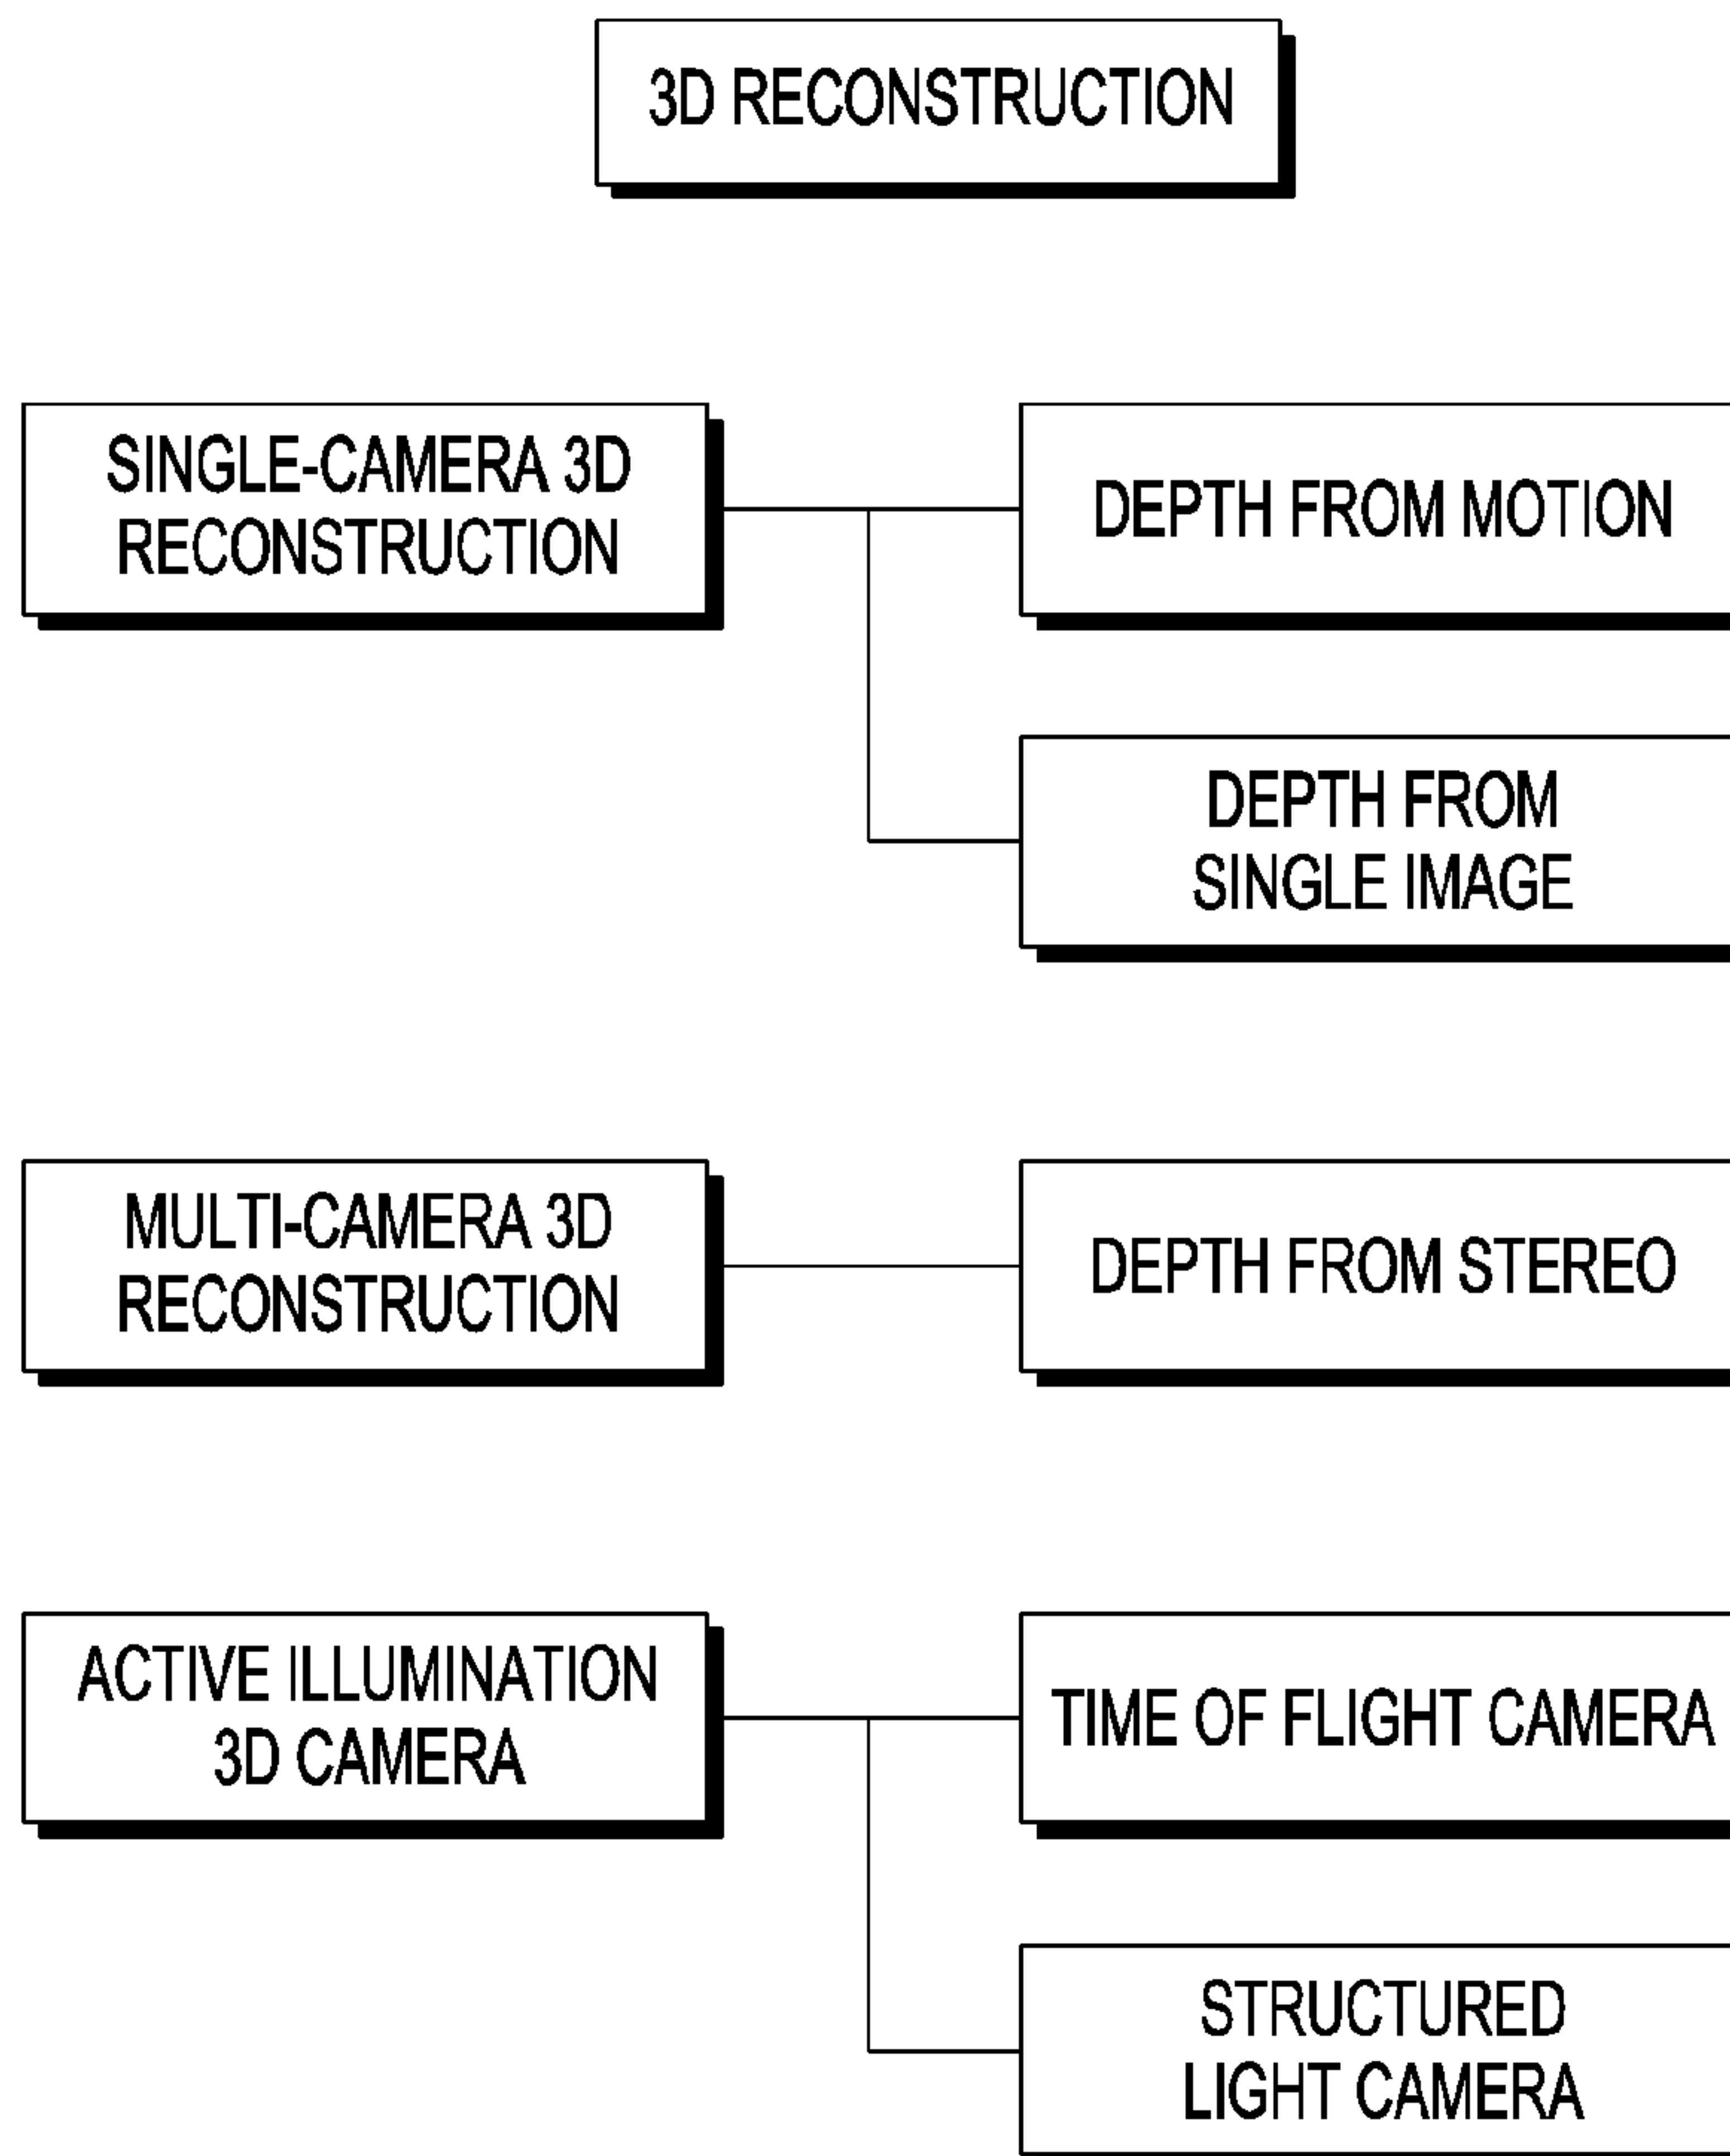 3D RECONSTRUCTION
SINGLE-CAMERA 3D
RECONSTRUCTION
DEPTH FROM MOTION
DEPTH FROM
SINGLE IMAGE
MULTI-CAMERA 3D
RECONSTRUCTION
DEPTH FROM STEREO
ACTIVE ILLUMINATION
3D CAMERA
TIME OF FLIGHT CAMERA
STRUCTURED
LIGHT CAMERA